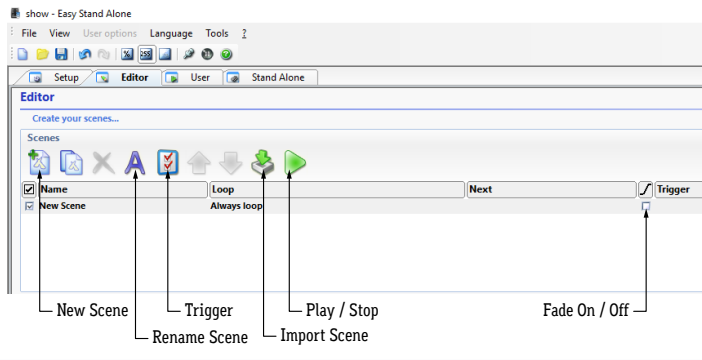 show - Easy Stand Alone
File View User options Language Tools ?
Setup Editor User Stand Alone
Editor
Create your scenes...
Scenes
Name Loop Next Trigger
New Scene Always loop
New Scene Trigger Play / Stop Fade On / Off
Rename Scene Import Scene